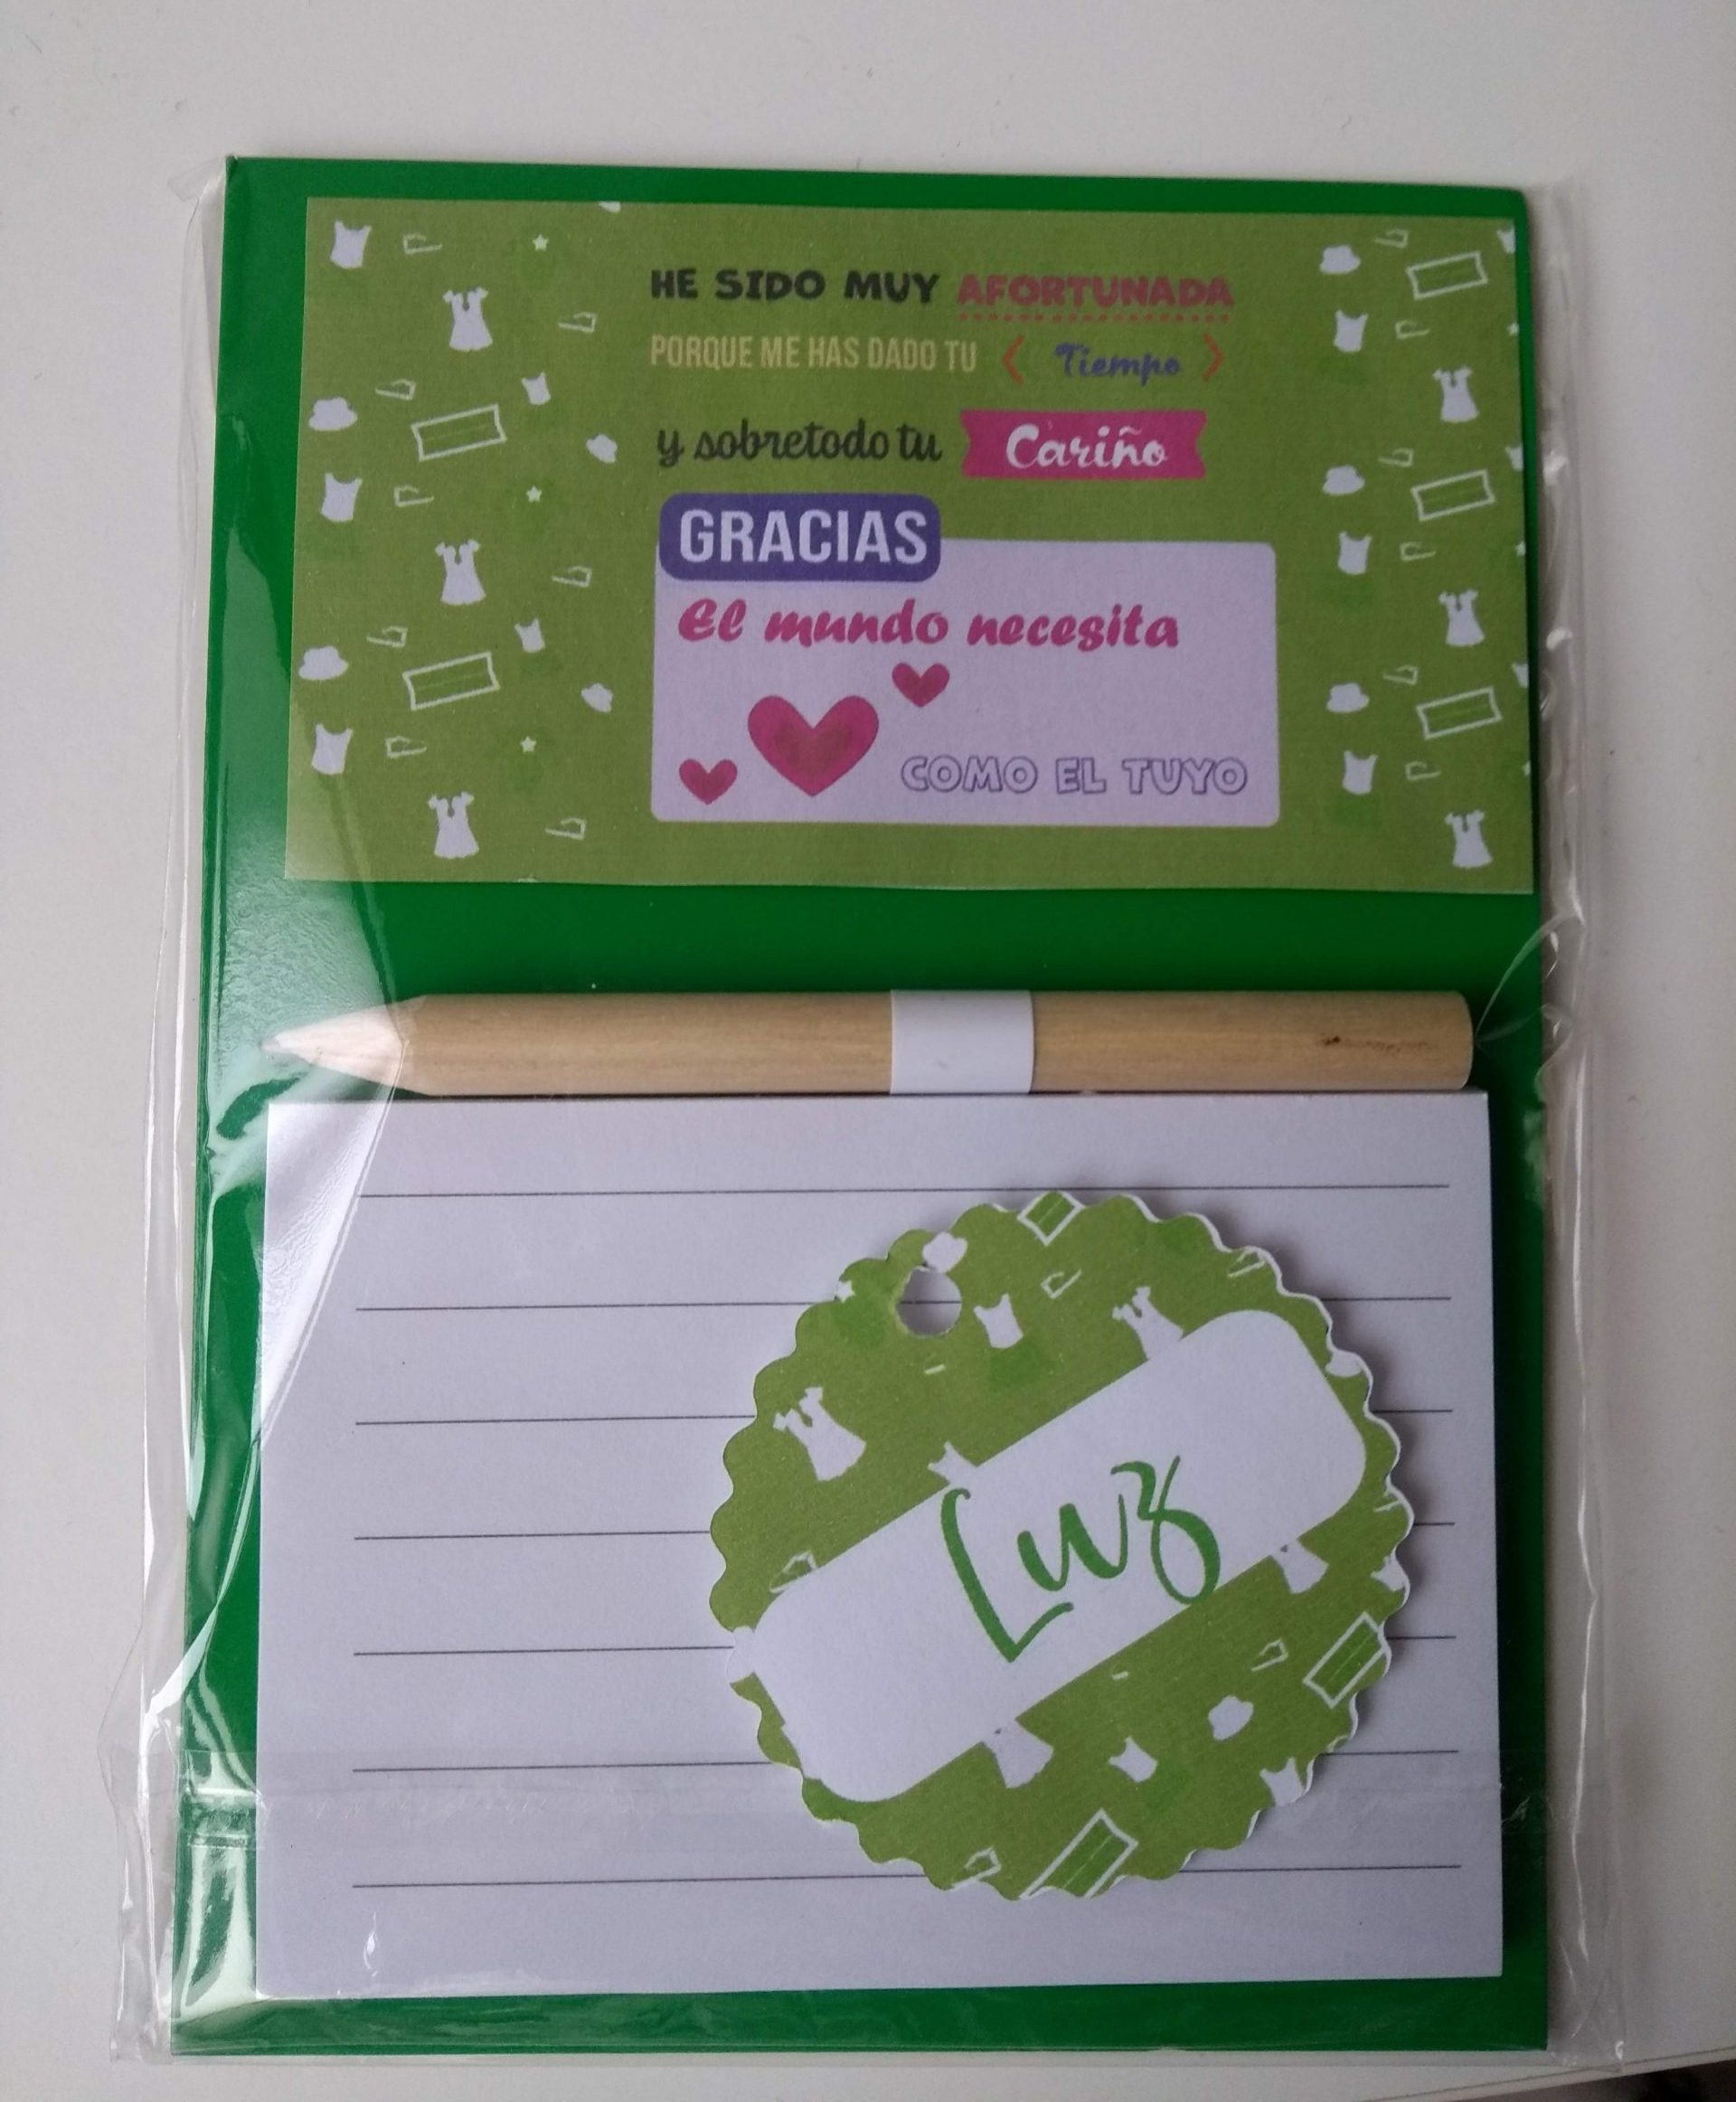 HE SIDO MUY AFORTUNADA
PORQUE ME HAS DADO TU Tiempo
y sobretodo tu Cariño
GRACIAS
El mundo necesita
COMO EL TUYO
Luz